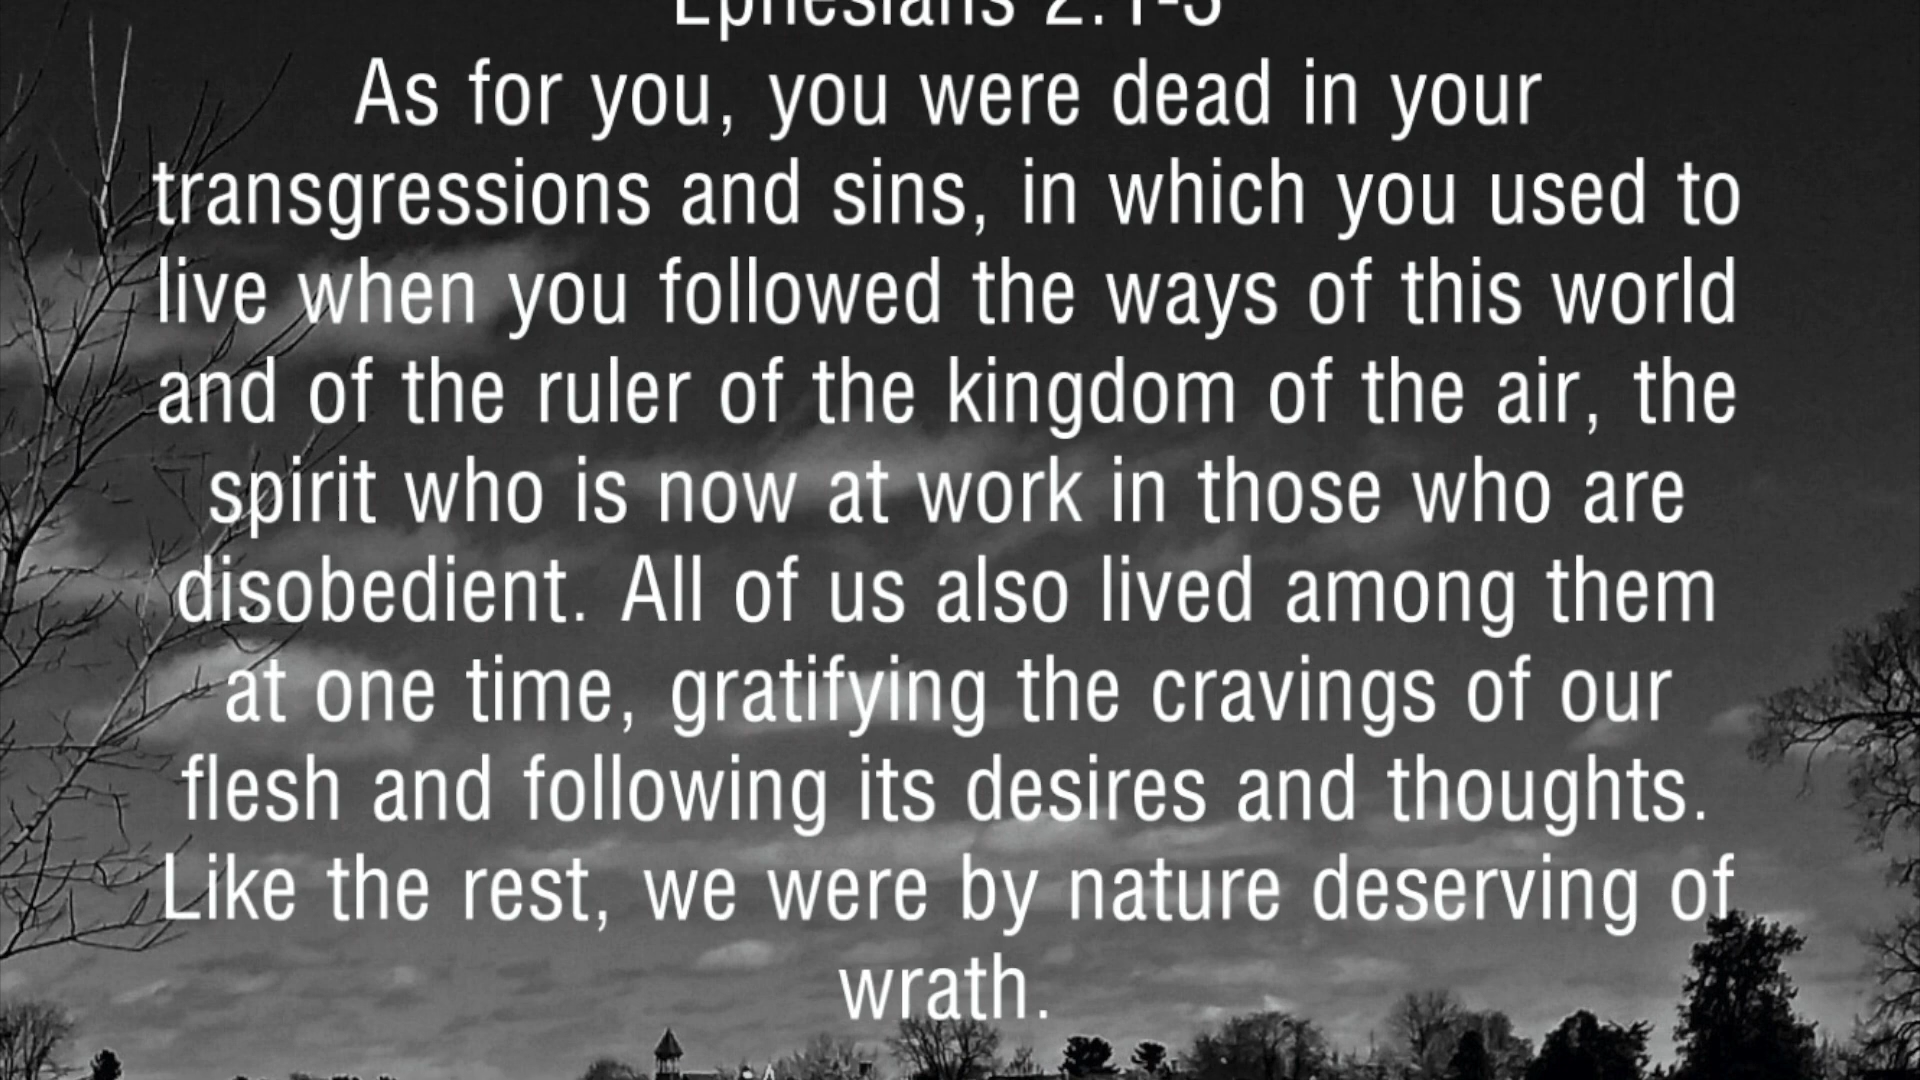 Ephesians 2:1-3
As for you, you were dead in your
transgressions and sins, in which you used to
live when you followed the ways of this world
and of the ruler of the kingdom of the air, the
spirit who is now at work in those who are
disobedient. All of us also lived among them
at one time, gratifying the cravings of our
flesh and following its desires and thoughts.
Like the rest, we were by nature deserving of
wrath.